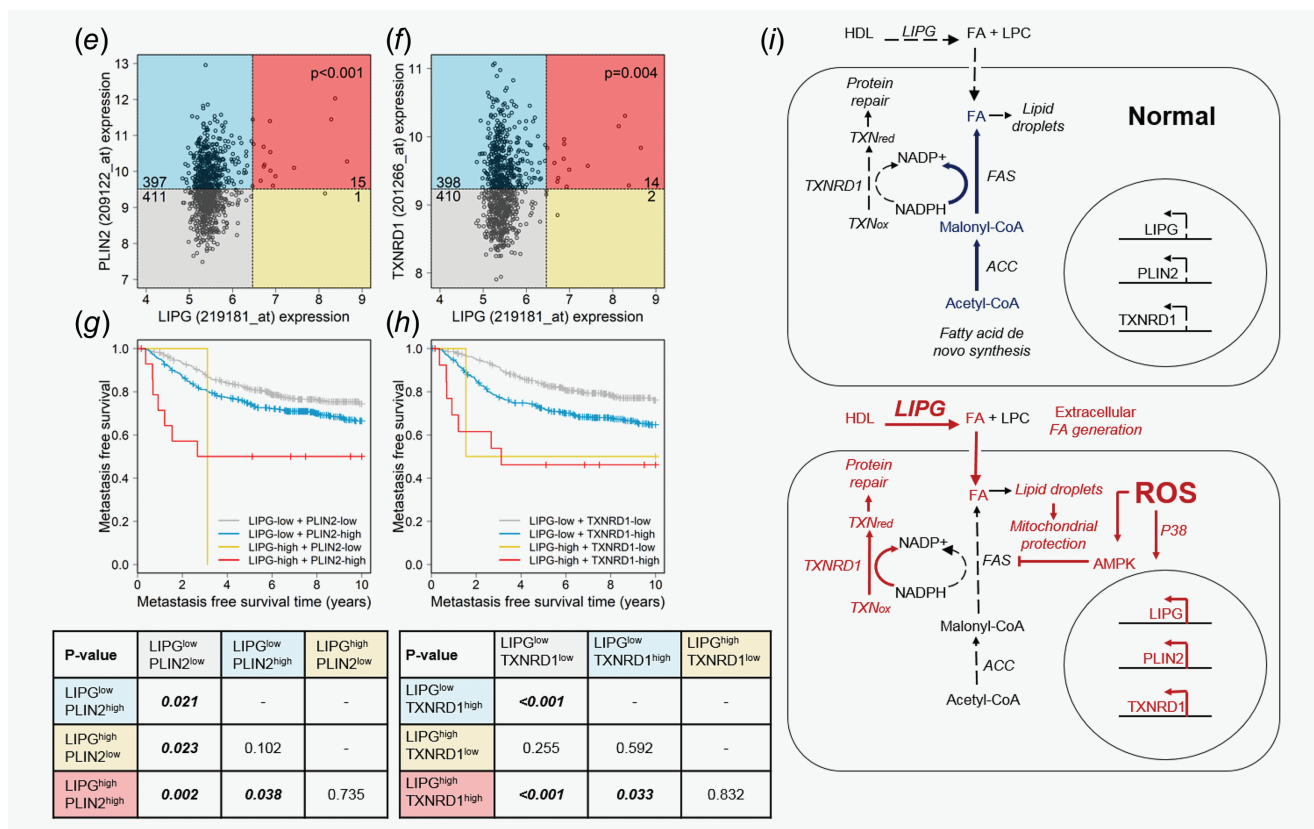 (e)
PLIN2 (209122_at) expression
13
12
11
10
9
8
7
p<0.001
397
411
15
1
4 5 6 7 8 9
LIPG (219181_at) expression
(f)
TXNRD1 (201266_at) expression
11
10
9
8
p=0.004
398
410
14
2
4 5 6 7 8 9
LIPG (219181_at) expression
(g)
Metastasis free survival
1.0
0.8
0.6
0.4
0.2
0.0
LIPG-low + PLIN2-low
LIPG-low + PLIN2-high
LIPG-high + PLIN2-low
LIPG-high + PLIN2-high
0 2 4 6 8 10
Metastasis free survival time (years)
(h)
Metastasis free survival
1.0
0.8
0.6
0.4
0.2
0.0
LIPG-low + TXNRD1-low
LIPG-low + TXNRD1-high
LIPG-high + TXNRD1-low
LIPG-high + TXNRD1-high
0 2 4 6 8 10
Metastasis free survival time (years)
P-value LIPGlow PLIN2low LIPGlow PLIN2high LIPGhigh PLIN2low
LIPGlow PLIN2high 0.021 - -
LIPGhigh PLIN2low 0.023 0.102 -
LIPGhigh PLIN2high 0.002 0.038 0.735
P-value LIPGlow TXNRD1low LIPGlow TXNRD1high LIPGhigh TXNRD1low
LIPGlow TXNRD1high <0.001 - -
LIPGhigh TXNRD1low 0.255 0.592 -
LIPGhigh TXNRD1high <0.001 0.033 0.832
(i)
HDL LIPG FA + LPC
Normal
Protein
repair
TXNred
TXNRD1
TXNox
NADP+
NADPH
FA
Lipid
droplets
FAS
Malonyl-CoA
ACC
Acetyl-CoA
Fatty acid de
novo synthesis
LIPG
PLIN2
TXNRD1
HDL LIPG FA + LPC
Extracellular
FA generation
Protein
repair
TXNred
TXNRD1
TXNox
NADP+
NADPH
FA
Lipid droplets
Mitochondrial
protection
ROS
P38
AMPK
FAS
Malonyl-CoA
ACC
Acetyl-CoA
LIPG
PLIN2
TXNRD1